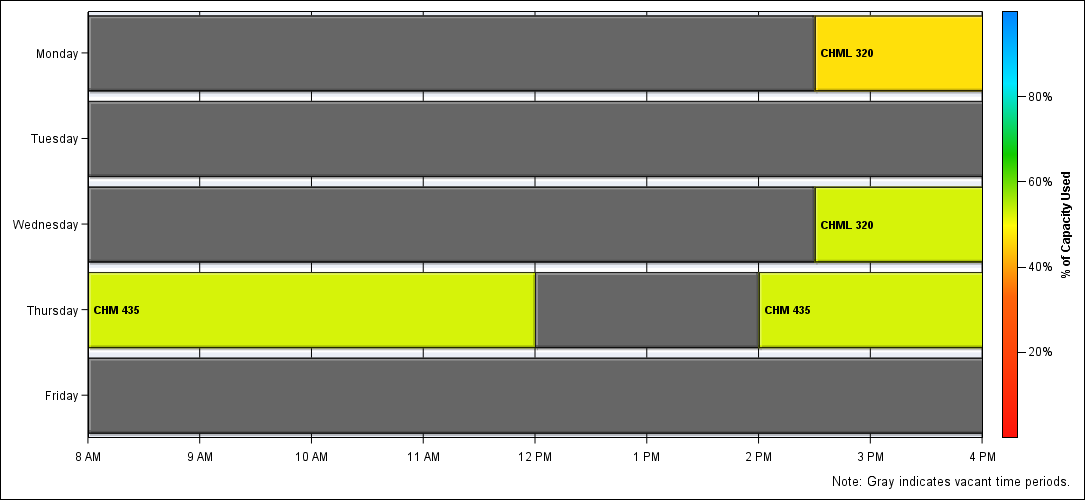 Monday
CHML 320
Tuesday
Wednesday
CHML 320
Thursday
CHM 435
CHM 435
Friday
8 AM
9 AM
10 AM
11 AM
12 PM
1 PM
2 PM
3 PM
4 PM
80%
60%
40%
20%
% of Capacity Used
Note: Gray indicates vacant time periods.